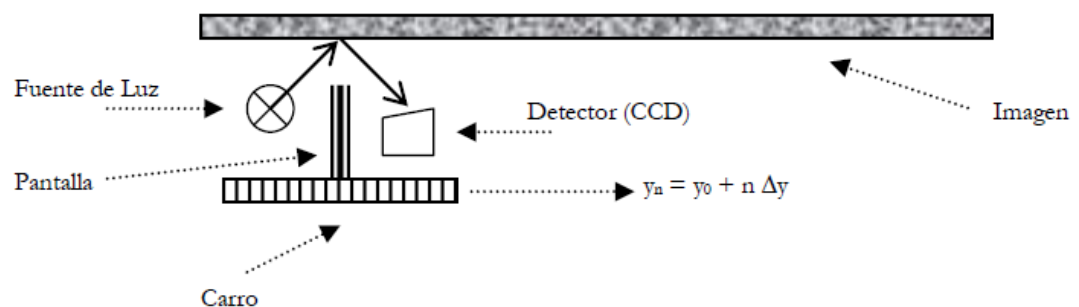 Fuente de Luz
Detector (CCD)
Imagen
Pantalla
yₙ = y₀ + n Δy
Carro